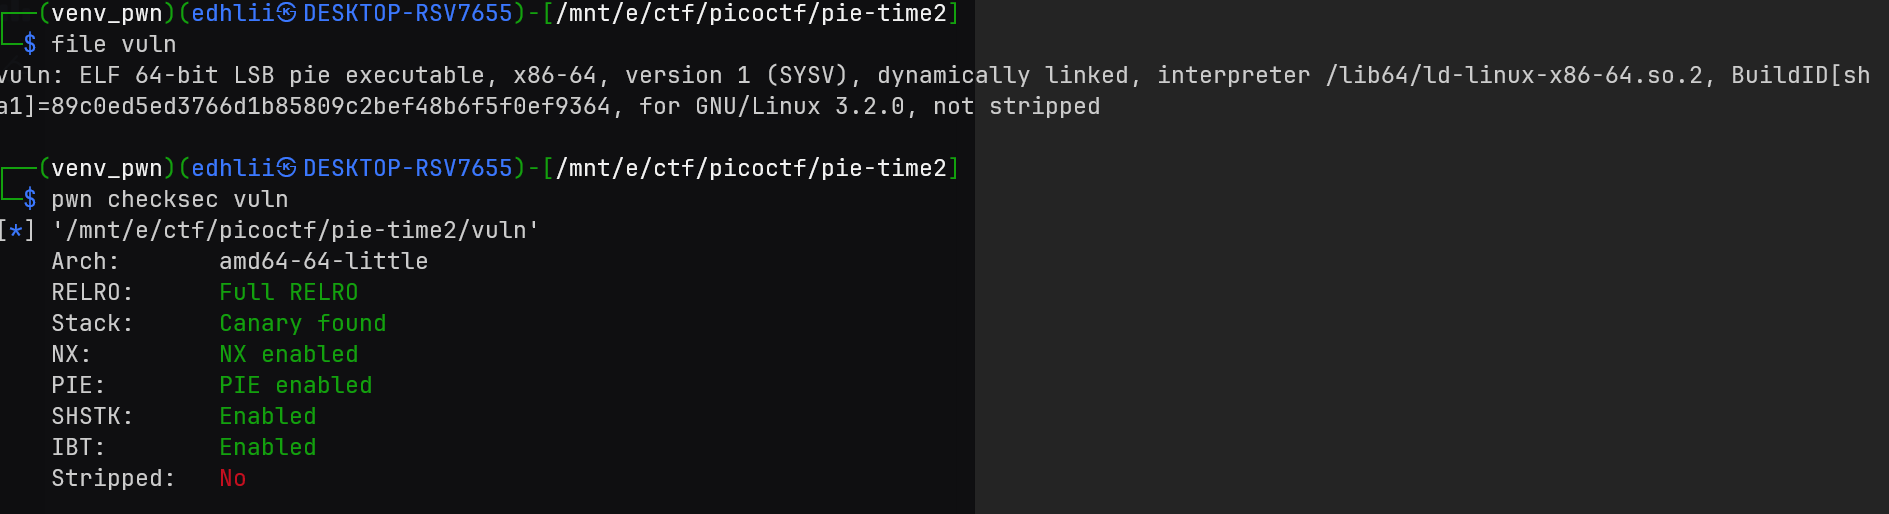 ┌──(venv_pwn)(edhlii㉿DESKTOP-RSV7655)-[/mnt/e/ctf/picoctf/pie-time2]
└─$ file vuln
vuln: ELF 64-bit LSB pie executable, x86-64, version 1 (SYSV), dynamically linked, interpreter /lib64/ld-linux-x86-64.so.2, BuildID[sh
a1]=89c0ed5ed3766d1b85809c2bef48b6f5f0ef9364, for GNU/Linux 3.2.0, not stripped
┌──(venv_pwn)(edhlii㉿DESKTOP-RSV7655)-[/mnt/e/ctf/picoctf/pie-time2]
└─$ pwn checksec vuln
[*] '/mnt/e/ctf/picoctf/pie-time2/vuln'
Arch: amd64-64-little
RELRO: Full RELRO
Stack: Canary found
NX: NX enabled
PIE: PIE enabled
SHSTK: Enabled
IBT: Enabled
Stripped: No